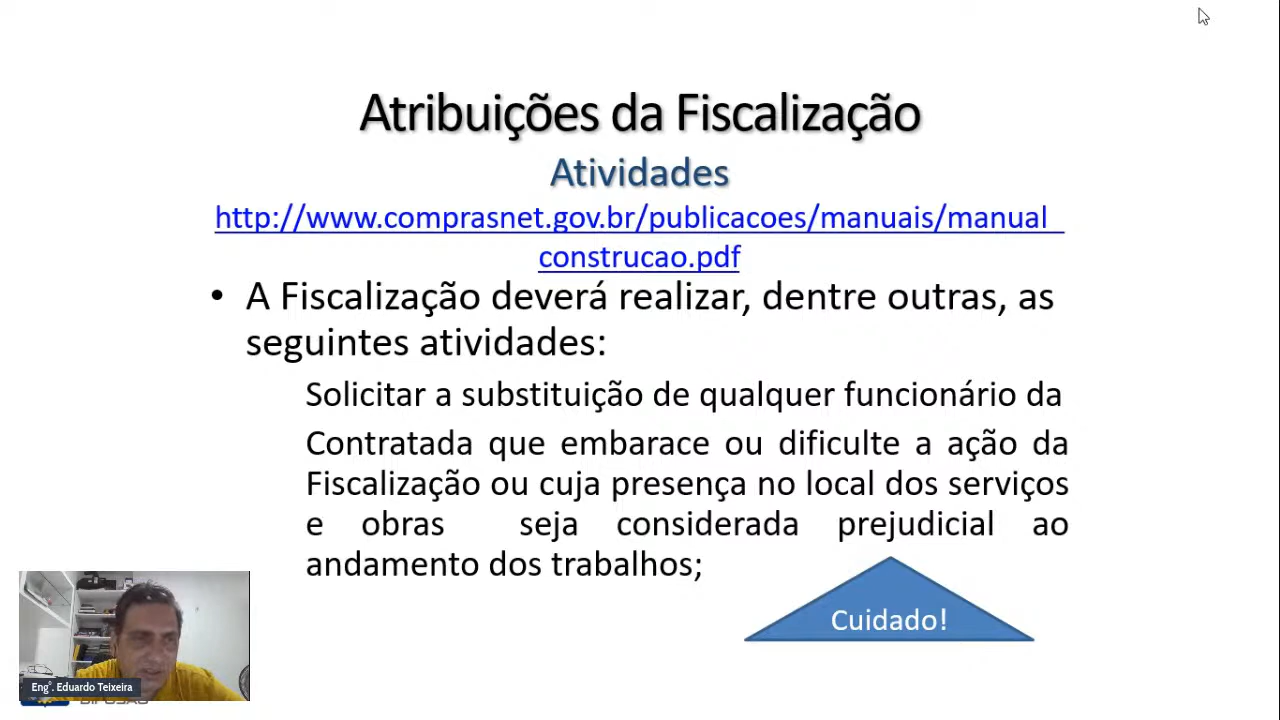 Atribuições da Fiscalização
Atividades
http://www.comprasnet.gov.br/publicacoes/manuais/manual_
construcao.pdf
• A Fiscalização deverá realizar, dentre outras, as
seguintes atividades:
Solicitar a substituição de qualquer funcionário da
Contratada que embarace ou dificulte a ação da
Fiscalização ou cuja presença no local dos serviços
e obras seja considerada prejudicial ao
andamento dos trabalhos;
Cuidado!
Eng°. Eduardo Teixeira